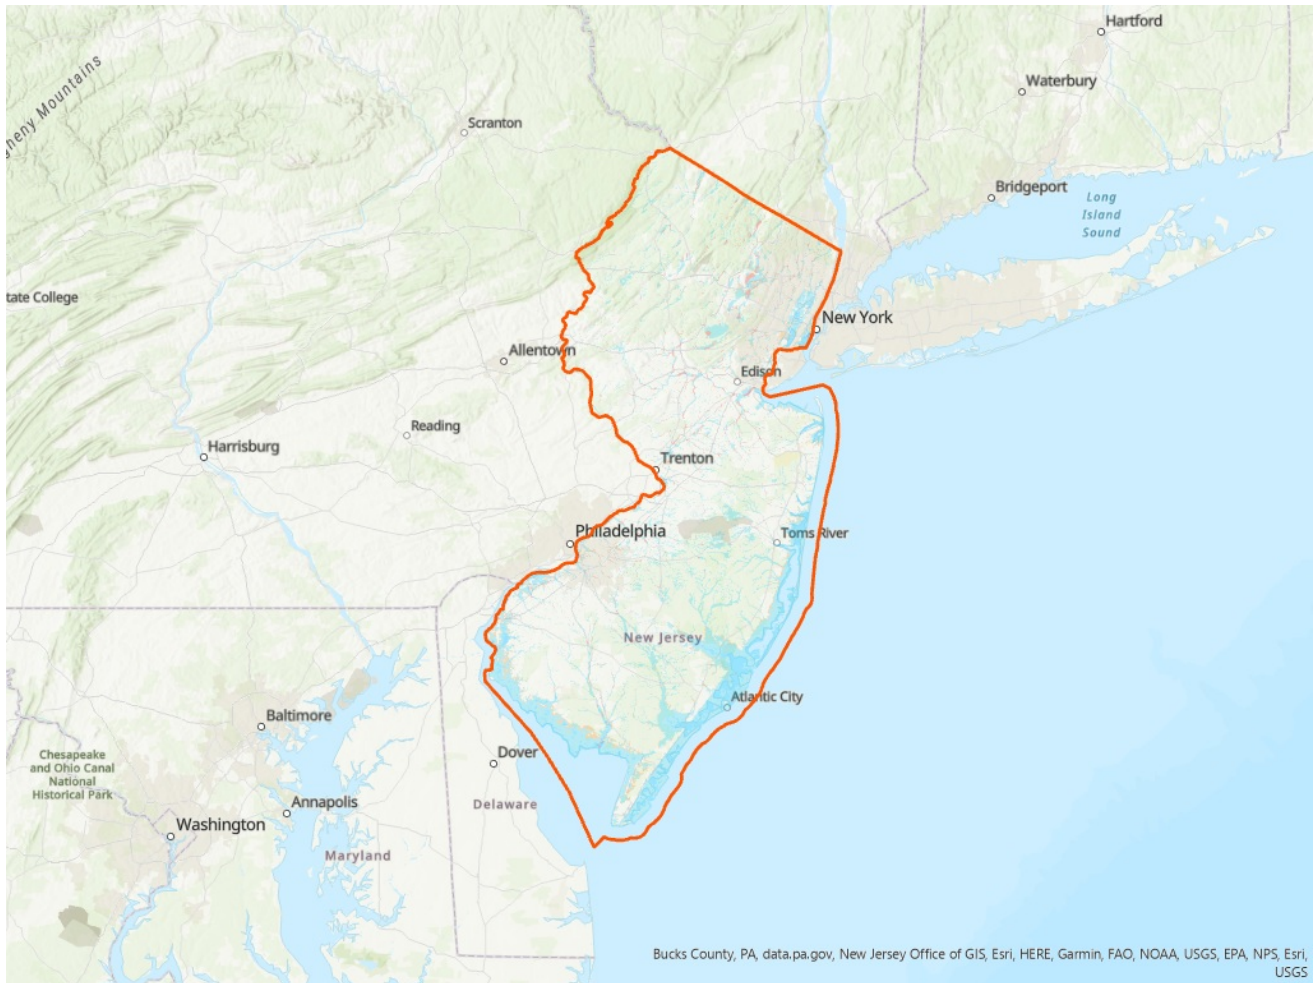 Hartford
Waterbury
gheny Mountains
Scranton
Bridgeport
Long
Island
Sound
tate College
New York
Allentown
Edison
Reading
Harrisburg
Trenton
Philadelphia
Toms River
New Jersey
Atlantic City
Baltimore
Dover
Chesapeake
and Ohio Canal
National
Historical Park
Annapolis
Delaware
Washington
Maryland
Bucks County, PA, data.pa.gov, New Jersey Office of GIS, Esri, HERE, Garmin, FAO, NOAA, USGS, EPA, NPS, Esri,
USGS